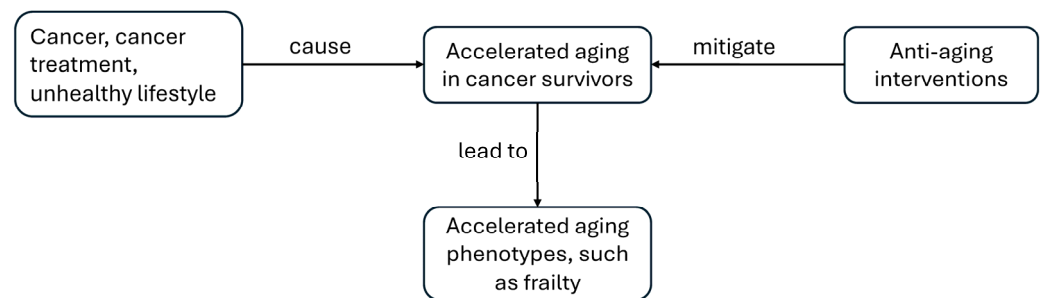 Cancer, cancer
treatment,
unhealthy lifestyle
cause
Accelerated aging
in cancer survivors
mitigate
Anti-aging
interventions
lead to
Accelerated aging
phenotypes, such
as frailty